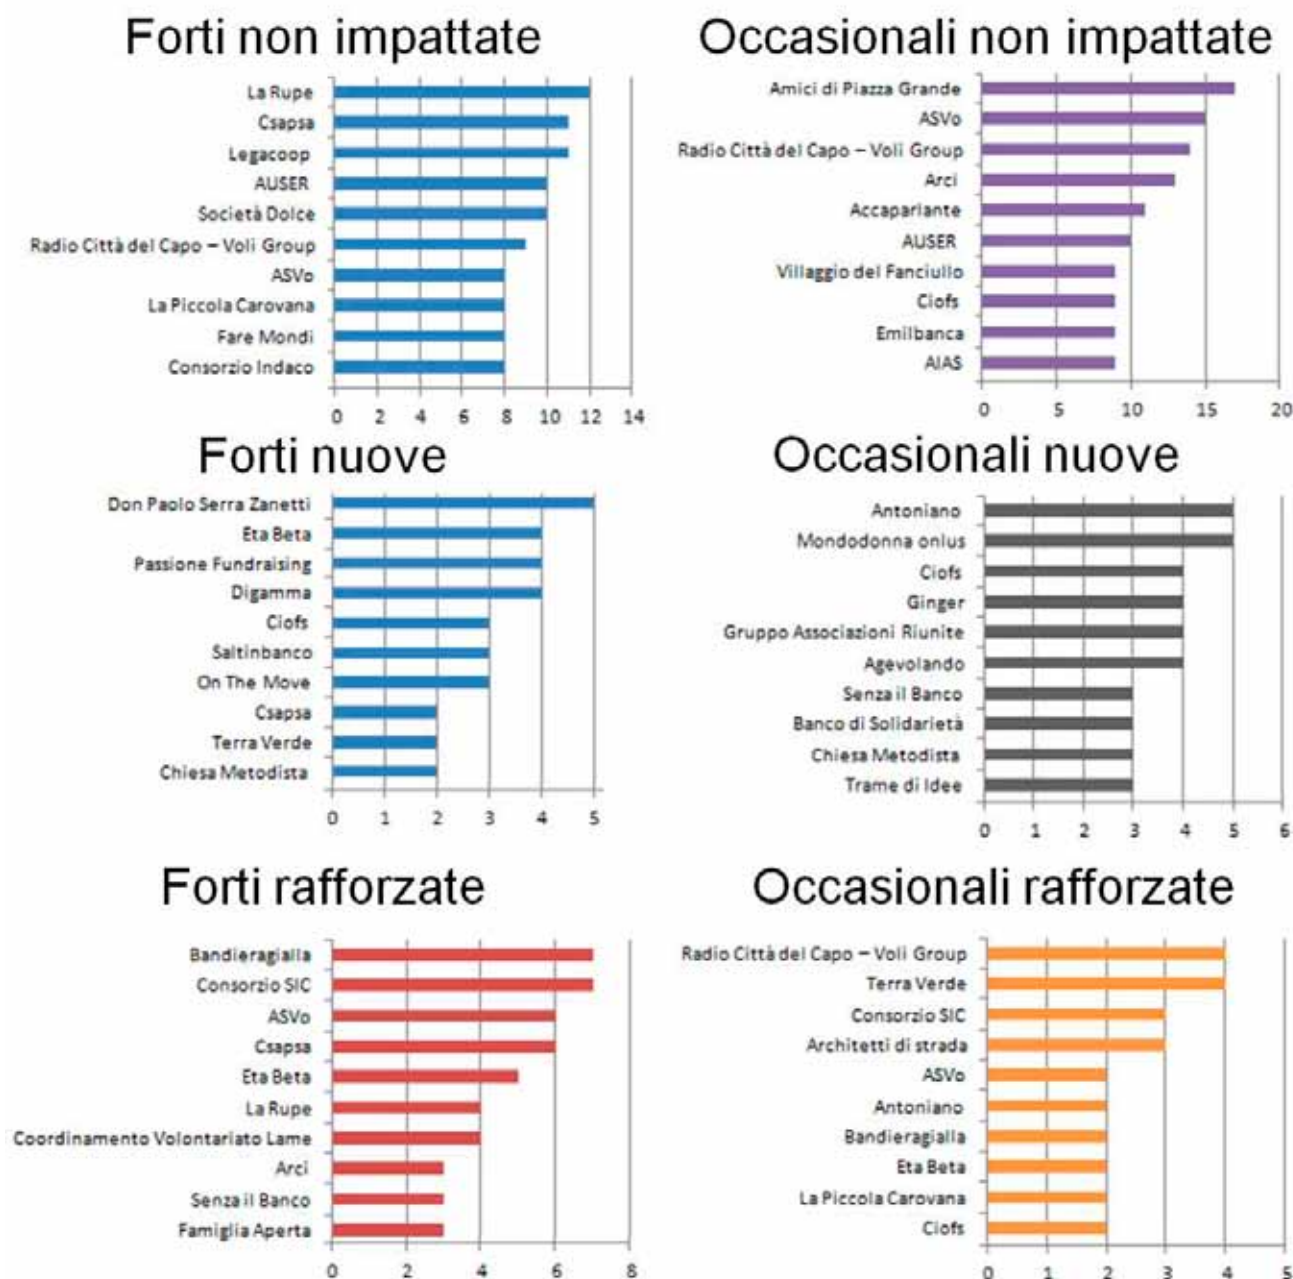 Forti non impattate
La Rupe
Csapsa
Legacoop
AUSER
Società Dolce
Radio Città del Capo – Voli Group
ASVo
La Piccola Carovana
Fare Mondi
Consorzio Indaco
0 2 4 6 8 10 12 14
Occasionali non impattate
Amici di Piazza Grande
ASVo
Radio Città del Capo – Voli Group
Arci
Accaparlante
AUSER
Villaggio del Fanciullo
Ciofs
Emilbanca
AIAS
0 5 10 15 20
Forti nuove
Don Paolo Serra Zanetti
Eta Beta
Passione Fundraising
Digamma
Ciofs
Saltinbanco
On The Move
Csapsa
Terra Verde
Chiesa Metodista
0 1 2 3 4 5
Occasionali nuove
Antoniano
Mondodonna onlus
Ciofs
Ginger
Gruppo Associazioni Riunite
Agevolando
Senza il Banco
Banco di Solidarietà
Chiesa Metodista
Trame di Idee
0 1 2 3 4 5 6
Forti rafforzate
Bandieragialla
Consorzio SIC
ASVo
Csapsa
Eta Beta
La Rupe
Coordinamento Volontariato Lame
Arci
Senza il Banco
Famiglia Aperta
0 2 4 6 8
Occasionali rafforzate
Radio Città del Capo – Voli Group
Terra Verde
Consorzio SIC
Architetti di strada
ASVo
Antoniano
Bandieragialla
Eta Beta
La Piccola Carovana
Ciofs
0 1 2 3 4 5